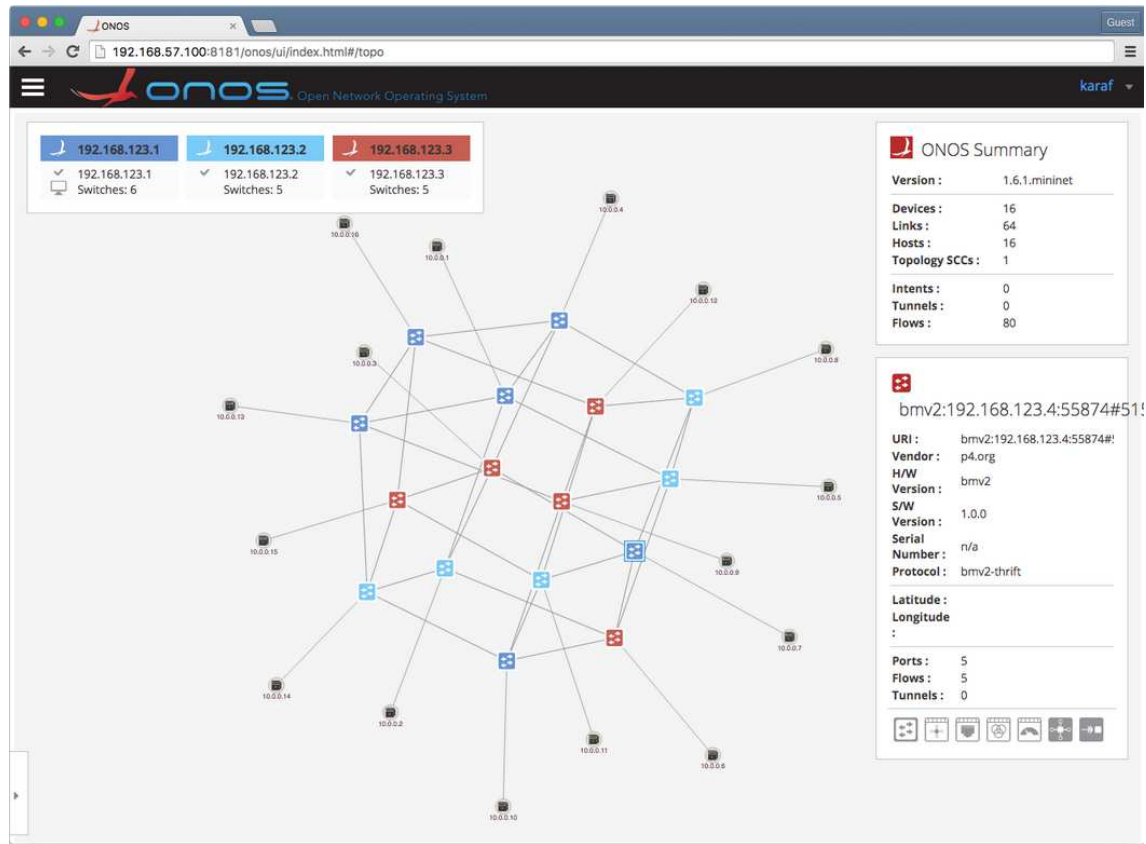 ONOS
Guest
192.168.57.100:8181/onos/ui/index.html#/topo
onos Open Network Operating System
karaf
192.168.123.1
192.168.123.1
Switches: 6
192.168.123.2
192.168.123.2
Switches: 5
192.168.123.3
192.168.123.3
Switches: 5
10.0.0.4
10.0.0.16
10.0.0.1
10.0.0.12
10.0.0.3
10.0.0.8
10.0.0.13
10.0.0.5
10.0.0.15
10.0.0.9
10.0.0.7
10.0.0.14
10.0.0.2
10.0.0.11
10.0.0.6
10.0.0.10
ONOS Summary
Version : 1.6.1.mininet
Devices : 16
Links : 64
Hosts : 16
Topology SCCs : 1
Intents : 0
Tunnels : 0
Flows : 80
bmv2:192.168.123.4:55874#515
URI : bmv2:192.168.123.4:55874#
Vendor : p4.org
H/W
Version : bmv2
S/W
Version : 1.0.0
Serial
Number : n/a
Protocol : bmv2-thrift
Latitude :
Longitude
:
Ports : 5
Flows : 5
Tunnels : 0